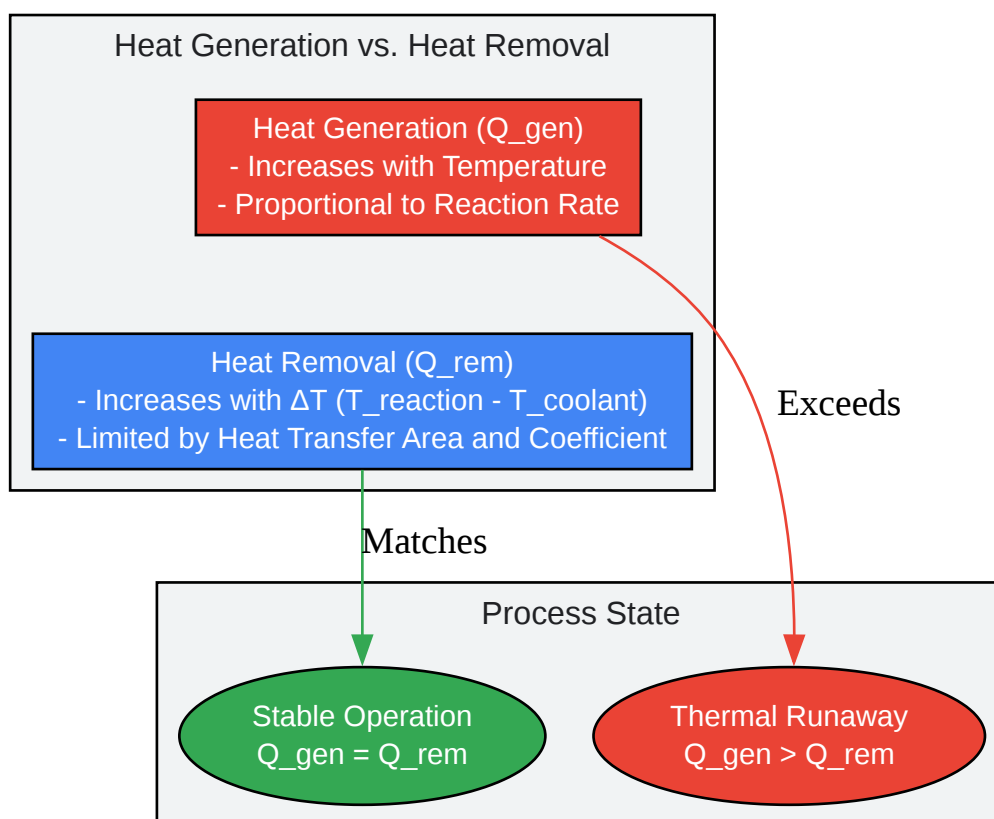 Heat Generation vs. Heat Removal
Heat Generation (Q_gen)
- Increases with Temperature
- Proportional to Reaction Rate
Heat Removal (Q_rem)
- Increases with ΔT (T_reaction - T_coolant)
- Limited by Heat Transfer Area and Coefficient
Exceeds
Matches
Process State
Stable Operation
Q_gen = Q_rem
Thermal Runaway
Q_gen > Q_rem